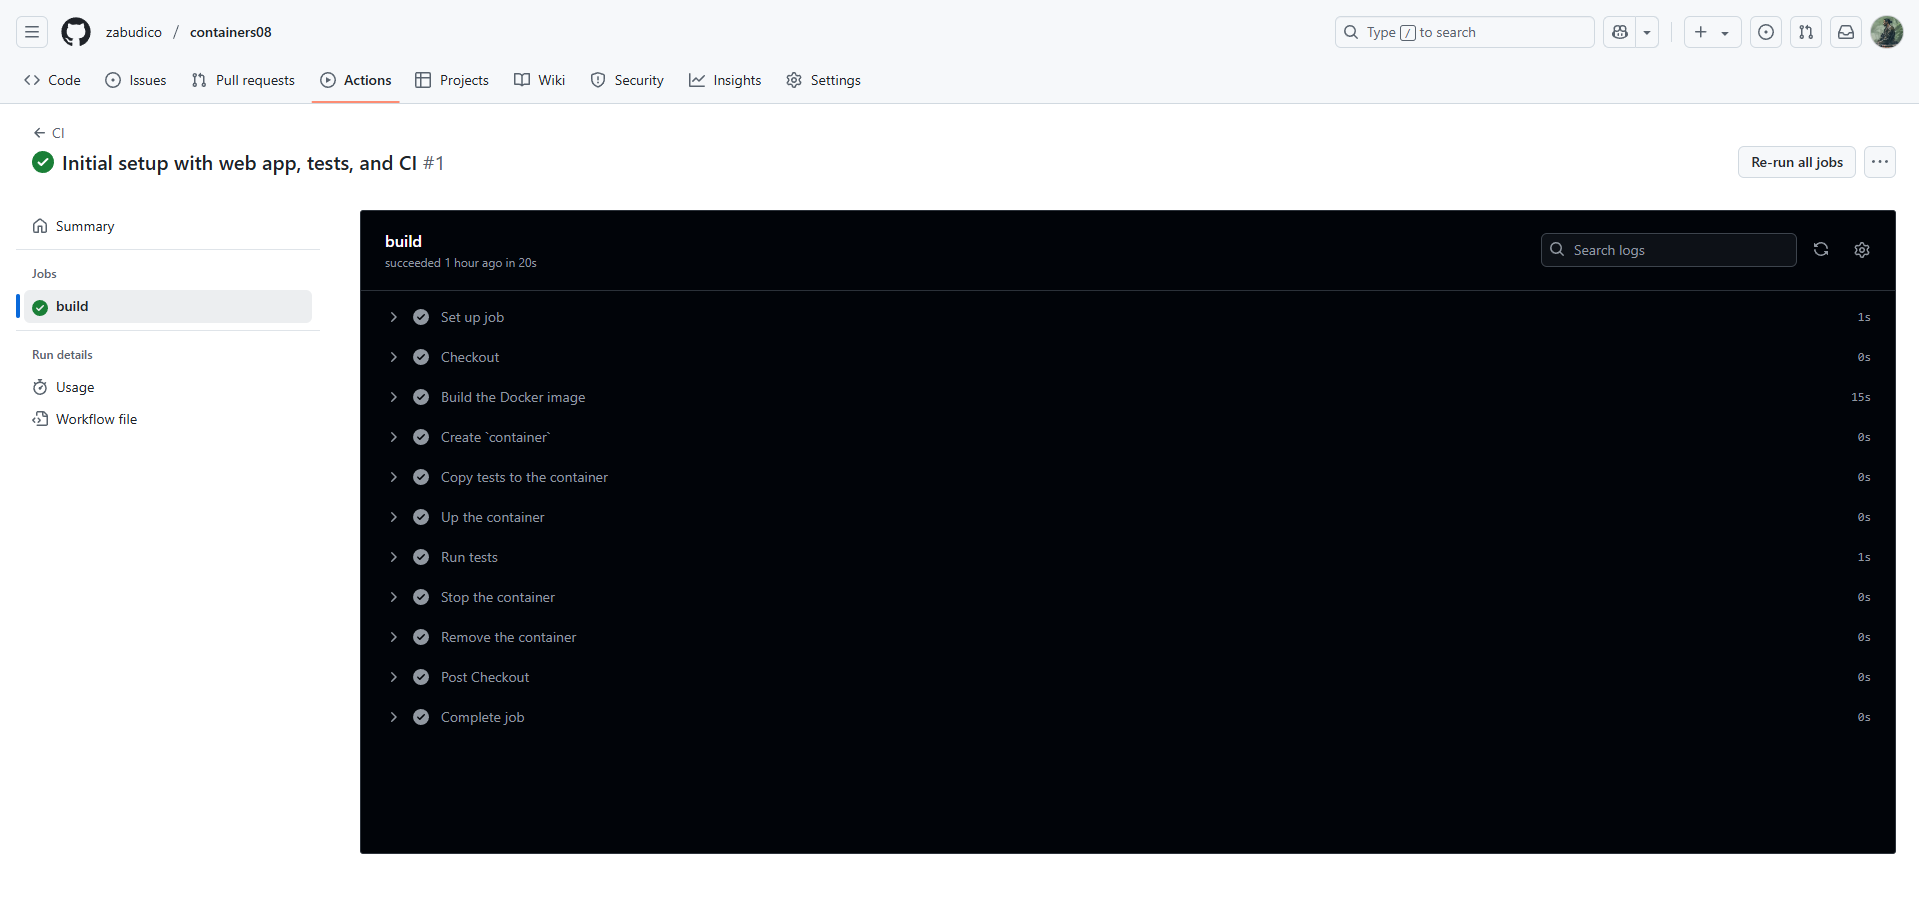 zabudico / containers08
Type / to search
Code Issues Pull requests Actions Projects Wiki Security Insights Settings
CI
Initial setup with web app, tests, and CI #1
Re-run all jobs
Summary
Jobs
build
Run details
Usage
Workflow file
build
succeeded 1 hour ago in 20s
Search logs
Set up job 1s
Checkout 0s
Build the Docker image 15s
Create `container` 0s
Copy tests to the container 0s
Up the container 0s
Run tests 1s
Stop the container 0s
Remove the container 0s
Post Checkout 0s
Complete job 0s